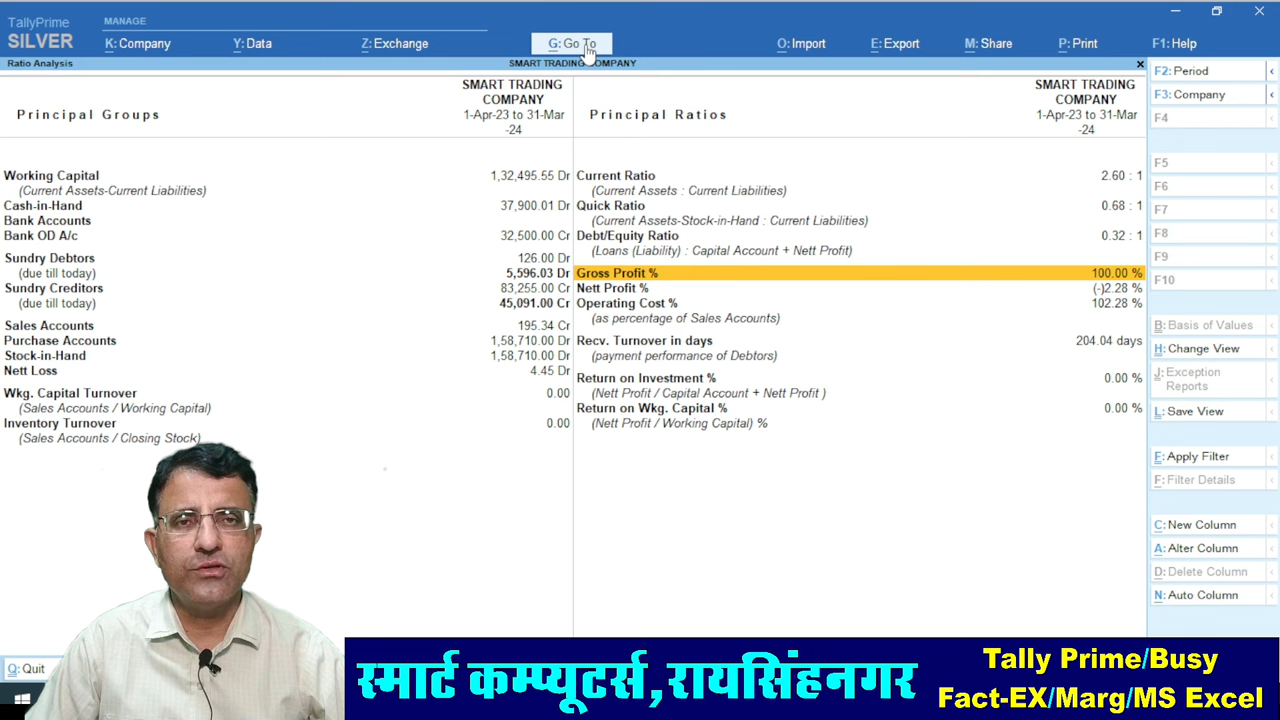 TallyPrime
SILVER
MANAGE
K: Company
Y: Data
Z: Exchange
G: Go To
O: Import
E: Export
M: Share
P: Print
F1: Help
Ratio Analysis
SMART TRADING COMPANY
Principal Groups
SMART TRADING
COMPANY
1-Apr-23 to 31-Mar
-24
Working Capital 1,32,495.55 Dr
(Current Assets-Current Liabilities)
Cash-in-Hand 37,900.01 Dr
Bank Accounts
Bank OD A/c 32,500.00 Cr
Sundry Debtors 126.00 Dr
(due till today) 5,596.03 Dr
Sundry Creditors 83,255.00 Cr
(due till today) 45,091.00 Cr
Sales Accounts 195.34 Cr
Purchase Accounts 1,58,710.00 Dr
Stock-in-Hand 1,58,710.00 Dr
Nett Loss 4.45 Dr
Wkg. Capital Turnover 0.00
(Sales Accounts / Working Capital)
Inventory Turnover 0.00
(Sales Accounts / Closing Stock)
Principal Ratios
SMART TRADING
COMPANY
1-Apr-23 to 31-Mar
-24
Current Ratio 2.60 : 1
(Current Assets : Current Liabilities)
Quick Ratio 0.68 : 1
(Current Assets-Stock-in-Hand : Current Liabilities)
Debt/Equity Ratio 0.32 : 1
(Loans (Liability) : Capital Account + Nett Profit)
Gross Profit % 100.00 %
Nett Profit % (-)2.28 %
Operating Cost % 102.28 %
(as percentage of Sales Accounts)
Recv. Turnover in days 204.04 days
(payment performance of Debtors)
Return on Investment % 0.00 %
(Nett Profit / Capital Account + Nett Profit )
Return on Wkg. Capital % 0.00 %
(Nett Profit / Working Capital) %
F2: Period
F3: Company
F4
F5
F6
F7
F8
F9
F10
B: Basis of Values
H: Change View
J: Exception
Reports
L: Save View
E: Apply Filter
F: Filter Details
C: New Column
A: Alter Column
D: Delete Column
N: Auto Column
Q: Quit
स्मार्ट कम्प्यूटर्स,रायसिंहनगर
Tally Prime/Busy
Fact-EX/Marg/MS Excel